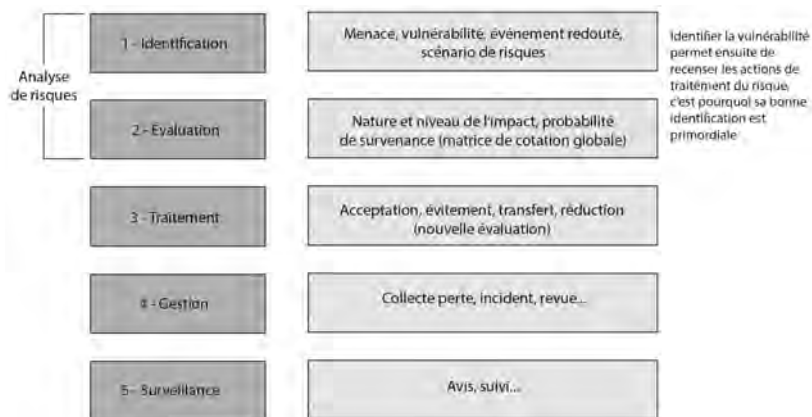 Analyse
de risques
1 - Identification
Menace, vulnérabilité, événement redouté,
scénario de risques
Identifier la vulnérabilité
permet ensuite de
recenser les actions de
traitement du risque,
c'est pourquoi sa bonne
identification est
primordiale
2 - Évaluation
Nature et niveau de l'impact, probabilité
de survenance (matrice de cotation globale)
3 - Traitement
Acceptation, évitement, transfert, réduction
(nouvelle évaluation)
4 - Gestion
Collecte perte, incident, revue...
5 - Surveillance
Avis, suivi...